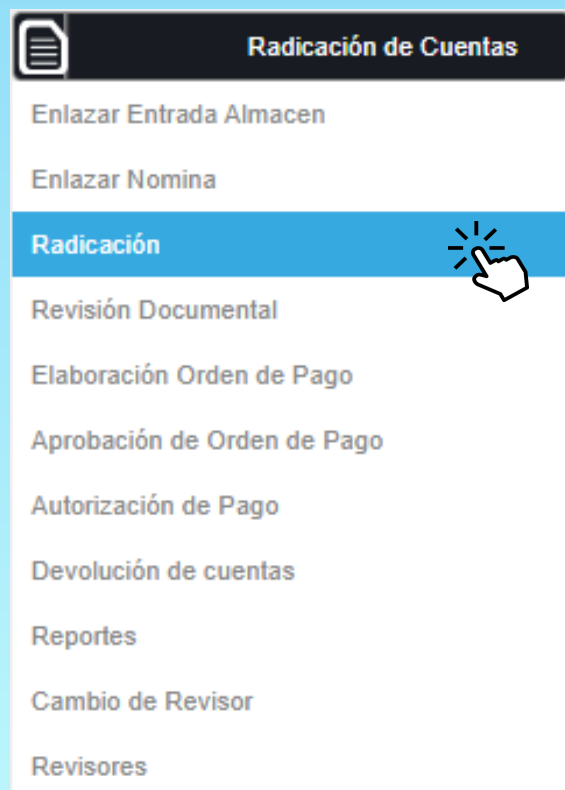 Radicación de Cuentas
Enlazar Entrada Almacen
Enlazar Nomina
Radicación
Revisión Documental
Elaboración Orden de Pago
Aprobación de Orden de Pago
Autorización de Pago
Devolución de cuentas
Reportes
Cambio de Revisor
Revisores